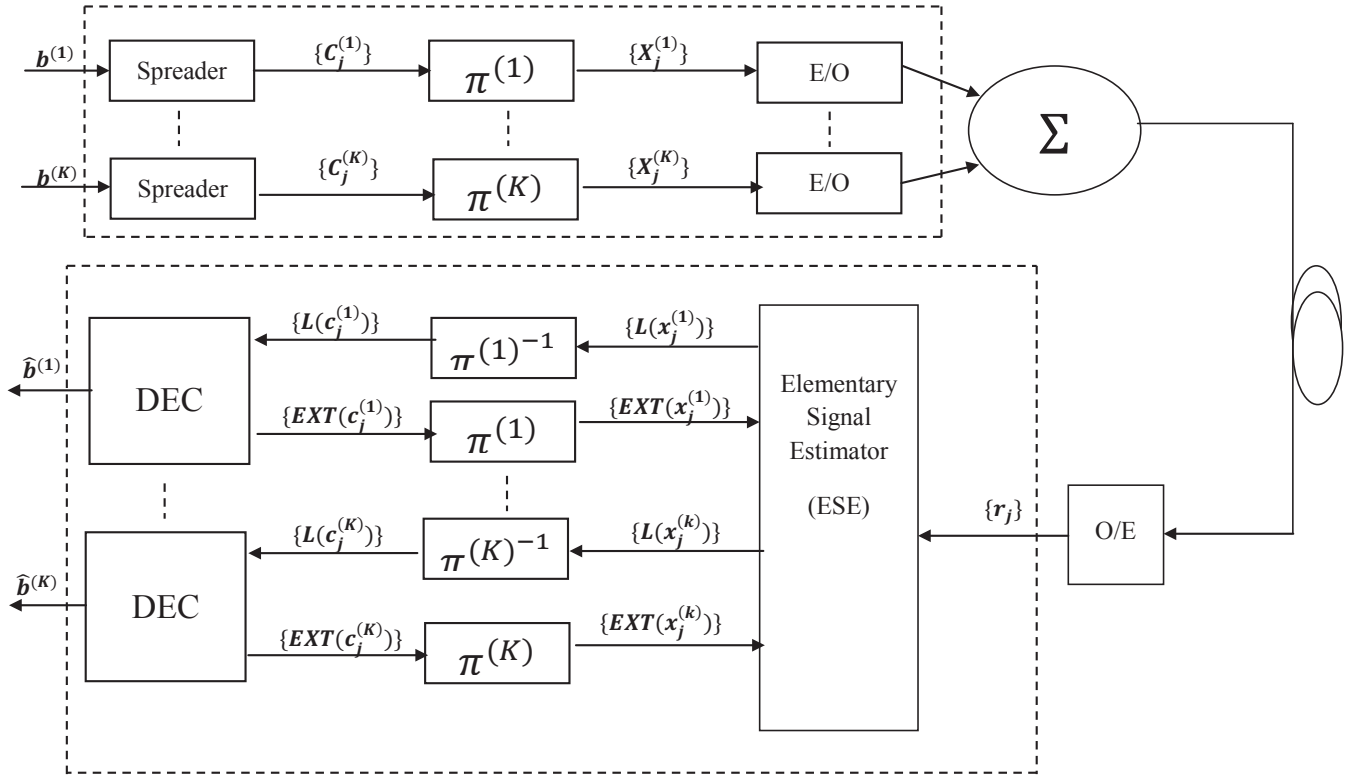 b^(1)
Spreader
{C_j^(1)}
π^(1)
{X_j^(1)}
E/O
Σ
b^(K)
Spreader
{C_j^(K)}
π^(K)
{X_j^(K)}
E/O
{L(c_j^(1))}
π^(1)^-1
{L(x_j^(1))}
b̂^(1)
DEC
{EXT(c_j^(1))}
π^(1)
{EXT(x_j^(1))}
Elementary
Signal
Estimator
(ESE)
{L(c_j^(K))}
π^(K)^-1
{L(x_j^(k))}
{r_j}
O/E
b̂^(K)
DEC
{EXT(c_j^(K))}
π^(K)
{EXT(x_j^(k))}